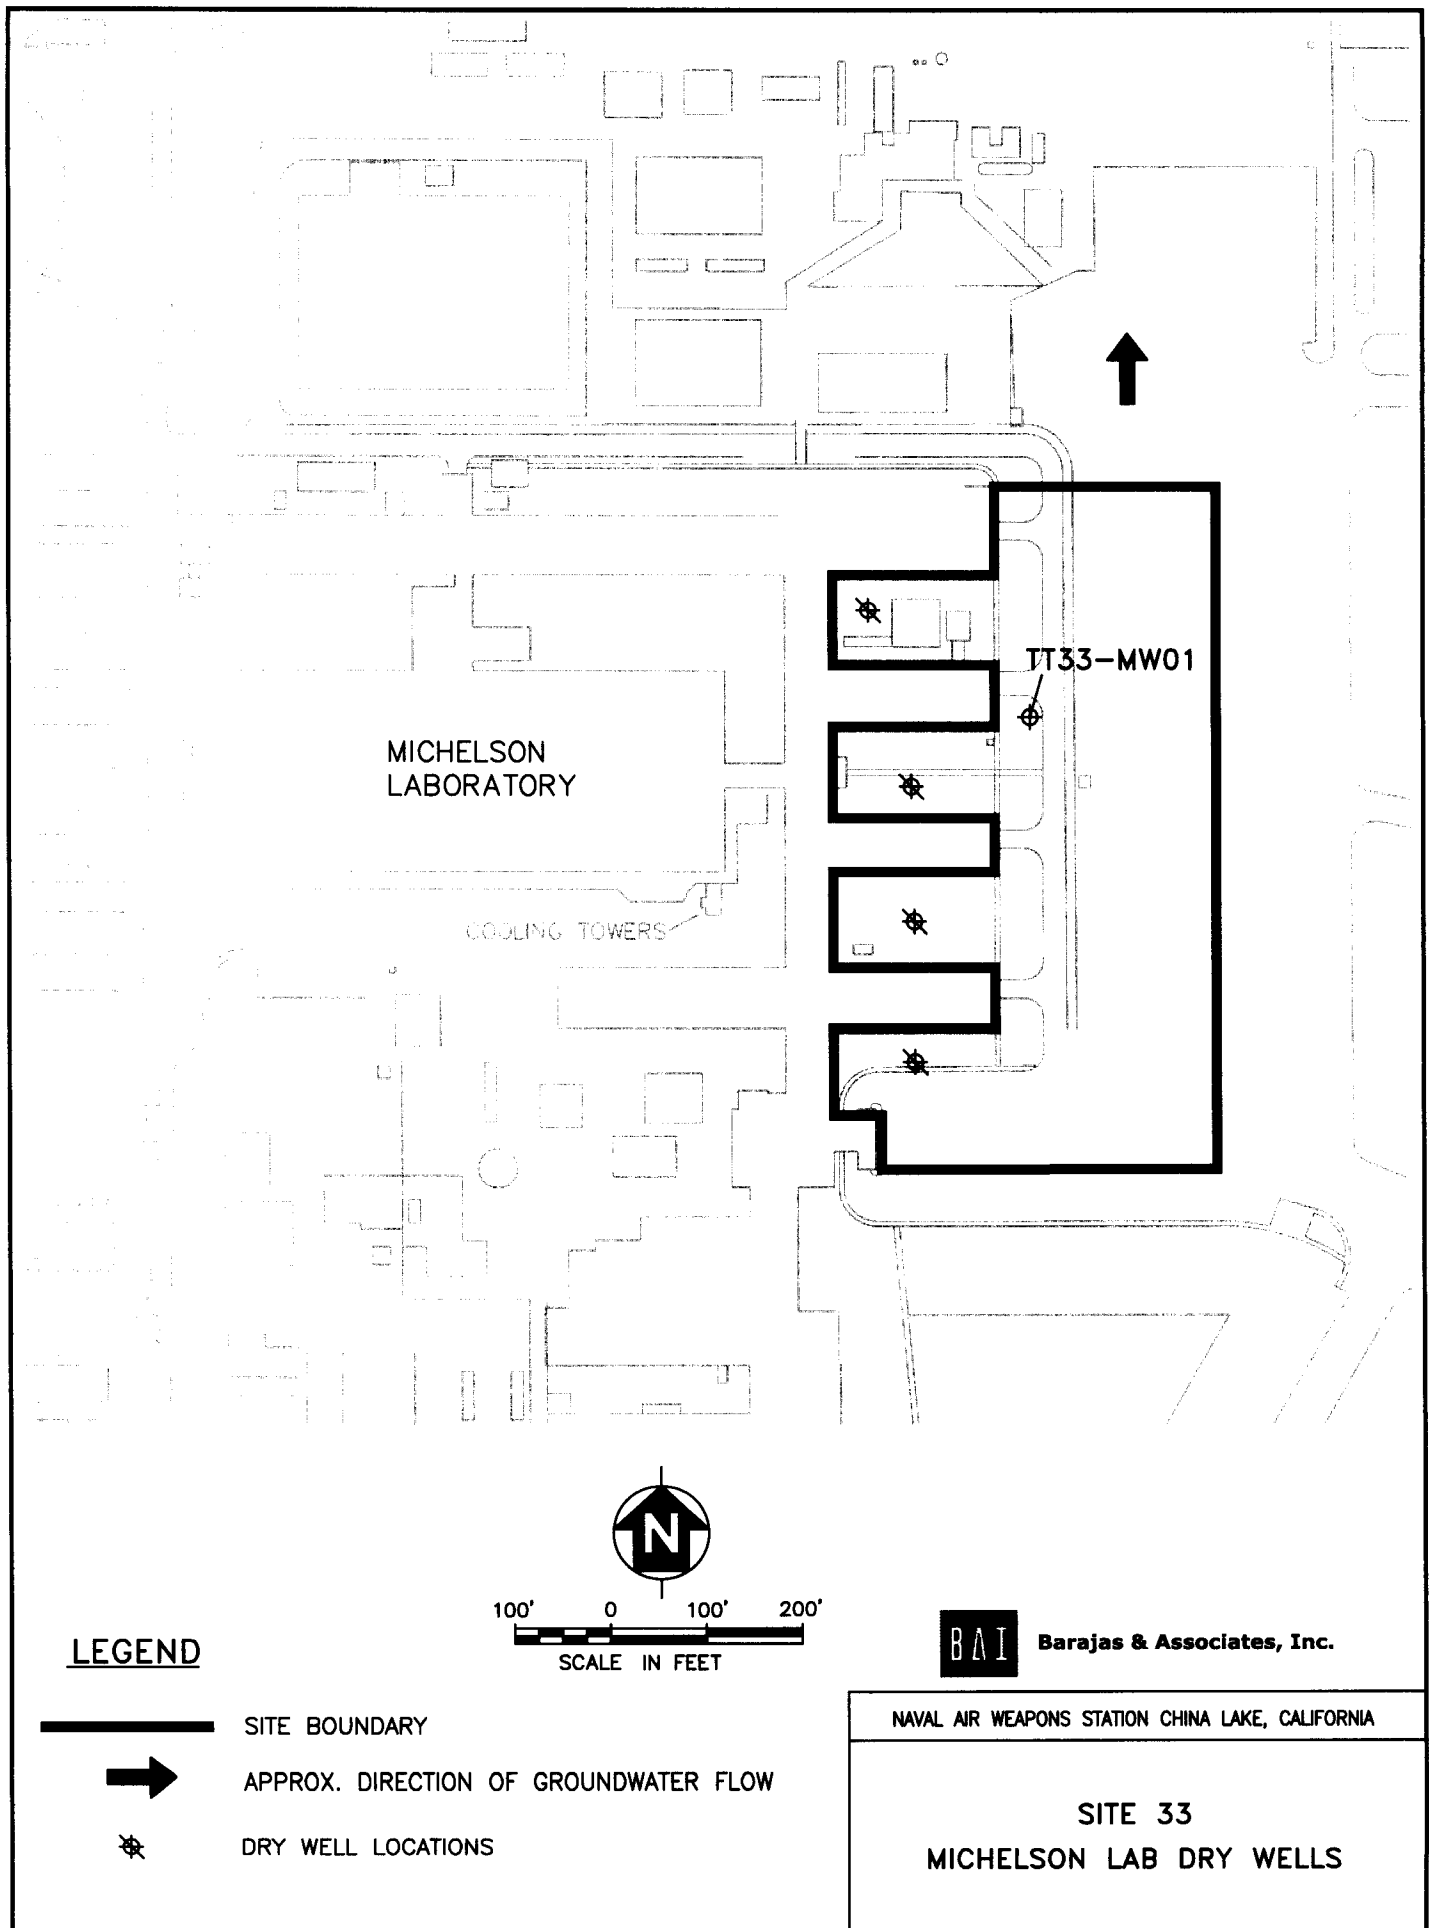 TT33-MW01
MICHELSON
LABORATORY
COOLING TOWERS
N
100' 0 100' 200'
SCALE IN FEET
LEGEND
SITE BOUNDARY
APPROX. DIRECTION OF GROUNDWATER FLOW
DRY WELL LOCATIONS
BAI Barajas & Associates, Inc.
NAVAL AIR WEAPONS STATION CHINA LAKE, CALIFORNIA
SITE 33
MICHELSON LAB DRY WELLS